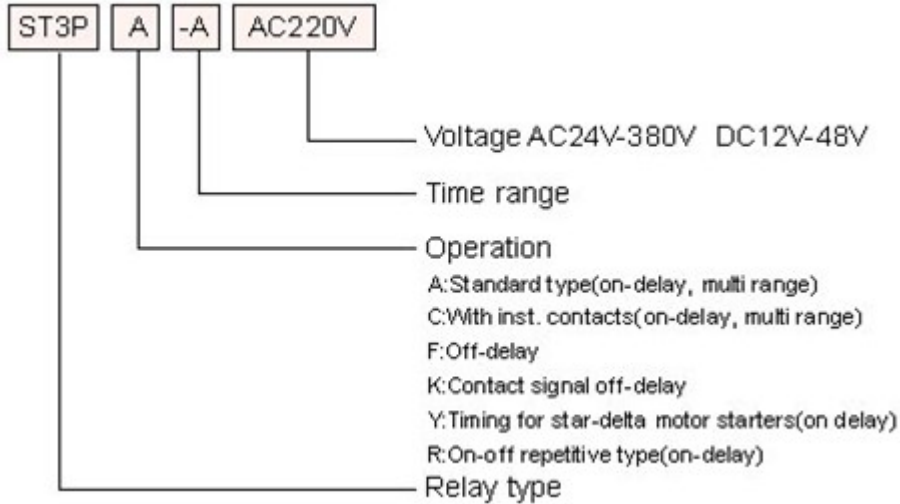 ST3P A -A AC220V
Voltage AC24V-380V DC12V-48V
Time range
Operation
A:Standard type(on-delay, multi range)
C:With inst. contacts(on-delay, multi range)
F:Off-delay
K:Contact signal off-delay
Y:Timing for star-delta motor starters(on delay)
R:On-off repetitive type(on-delay)
Relay type